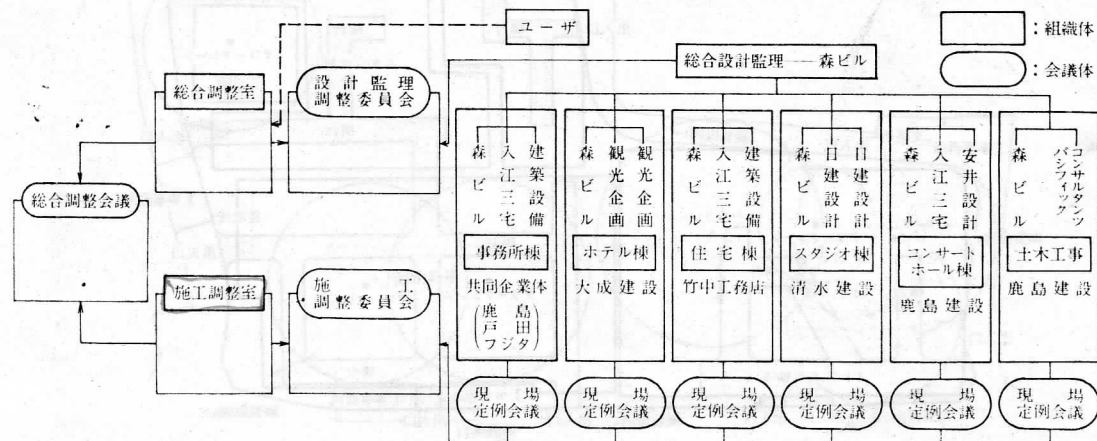 ユーザ
：組織体
：会議体
総合設計監理──森ビル
総合調整室
設計監理
調整委員会
総合調整会議
施工調整室
施工
調整委員会
森ビル
入江三宅
建築設備
事務所棟
共同企業体
(鹿島
戸田
フジタ)
森ビル
観光企画
観光企画
ホテル棟
大成建設
森ビル
入江三宅
建築設備
住宅棟
竹中工務店
森ビル
日建設計
日建設計
スタジオ棟
清水建設
森ビル
入江三宅
安井設計
コンサート
ホール棟
鹿島建設
森ビル
パシフィック
コンサルタンツ
土木工事
鹿島建設
現場
定例会議
現場
定例会議
現場
定例会議
現場
定例会議
現場
定例会議
現場
定例会議